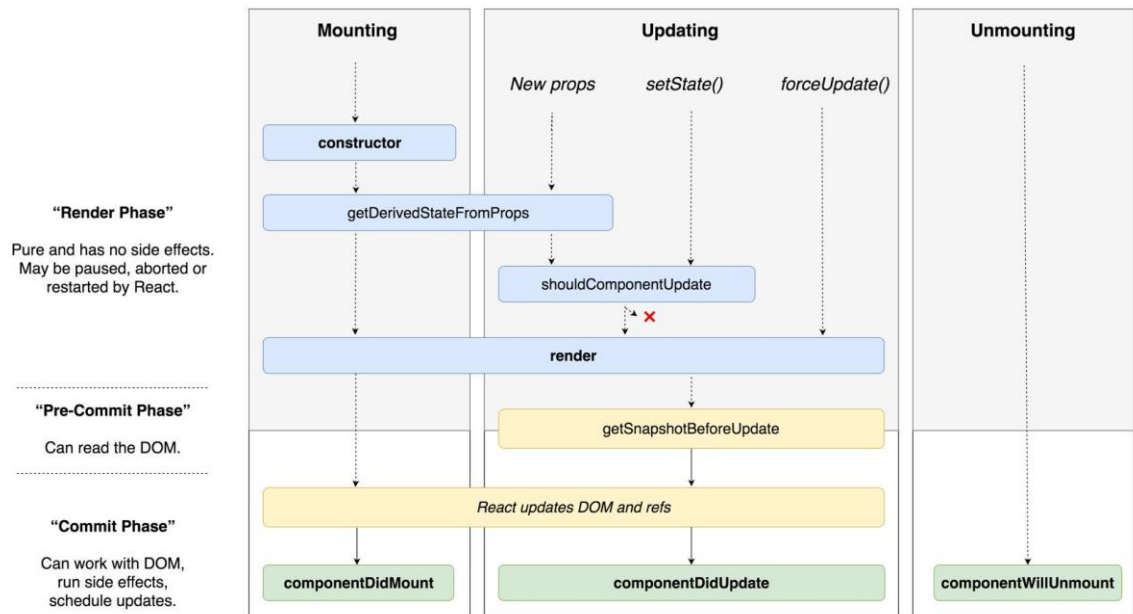 Mounting
Updating
Unmounting
New props
setState()
forceUpdate()
constructor
“Render Phase”
getDerivedStateFromProps
Pure and has no side effects.
May be paused, aborted or
restarted by React.
shouldComponentUpdate
render
“Pre-Commit Phase”
getSnapshotBeforeUpdate
Can read the DOM.
React updates DOM and refs
“Commit Phase”
Can work with DOM,
run side effects,
schedule updates.
componentDidMount
componentDidUpdate
componentWillUnmount